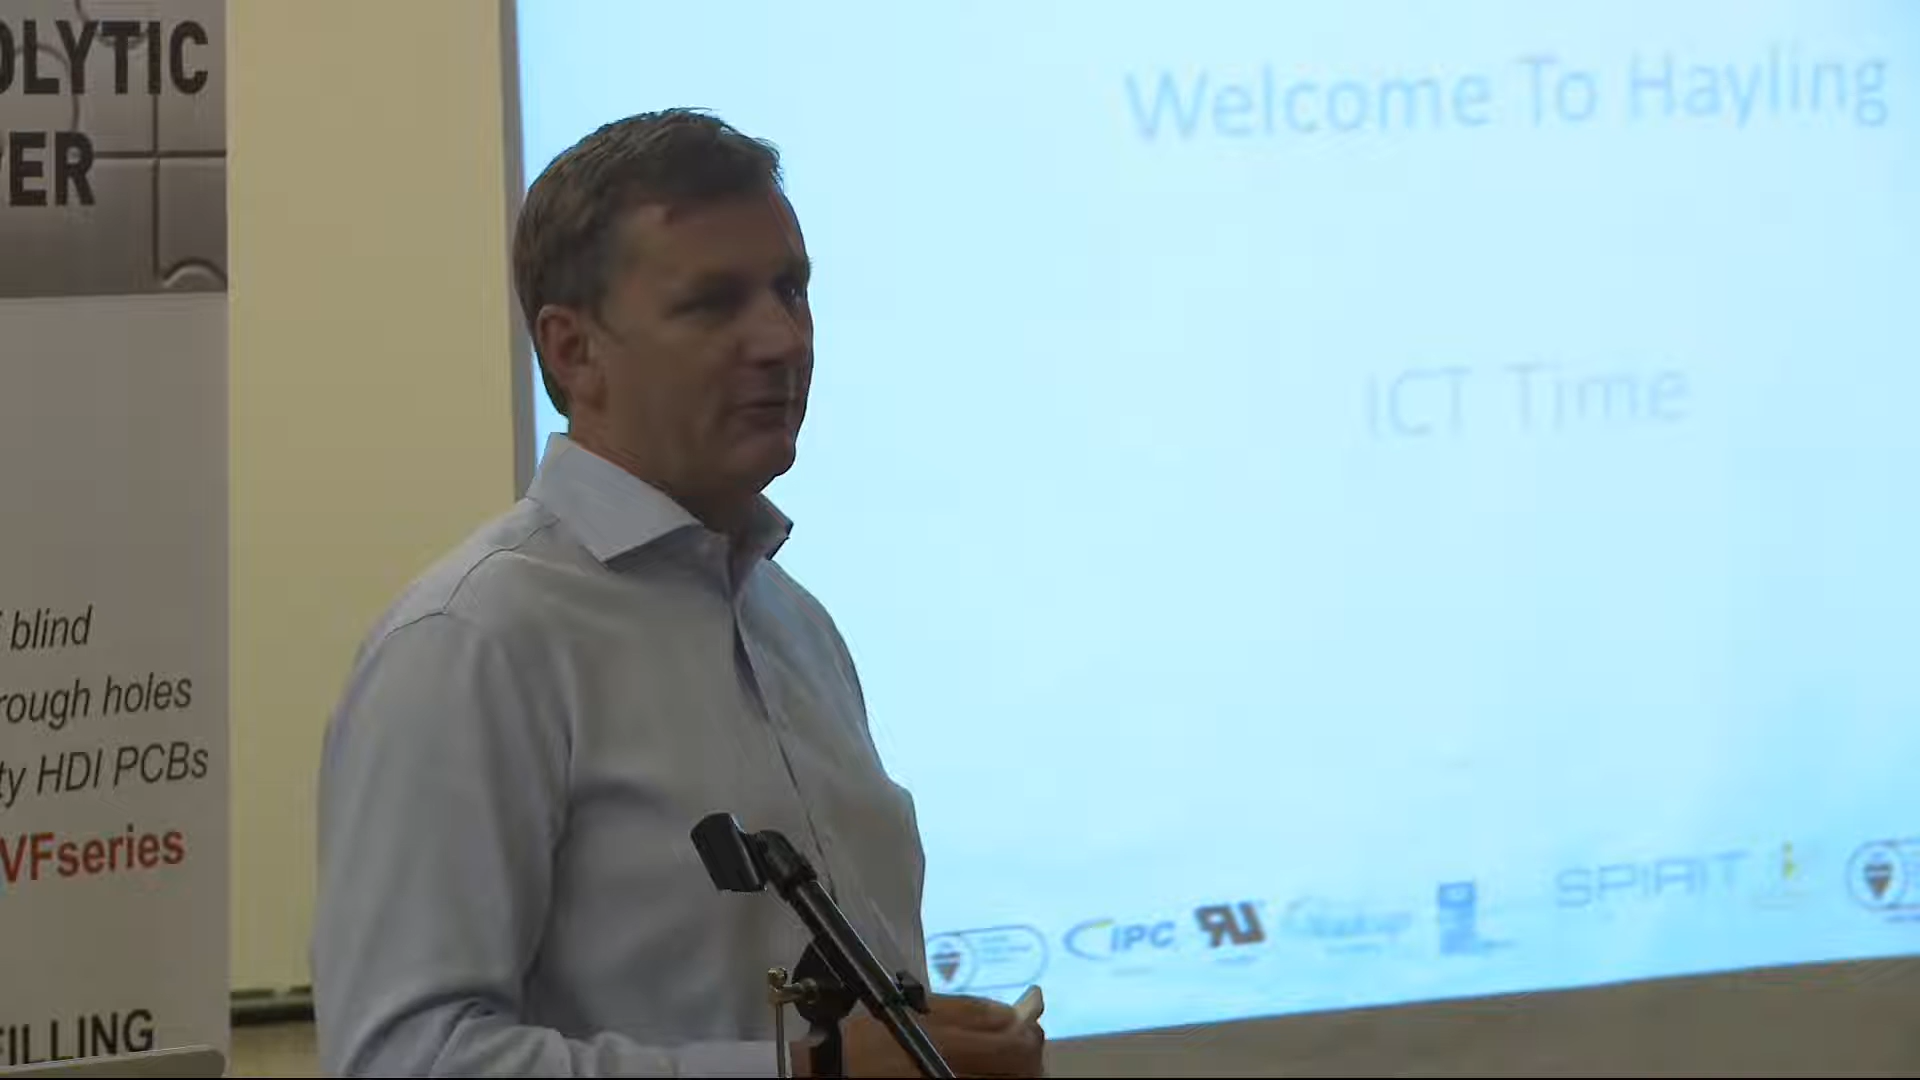 OLYTIC
ER
blind
rough holes
ty HDI PCBs
VFseries
FILLING
Welcome To Hayling
ICT Time
IPC
SPIRIT